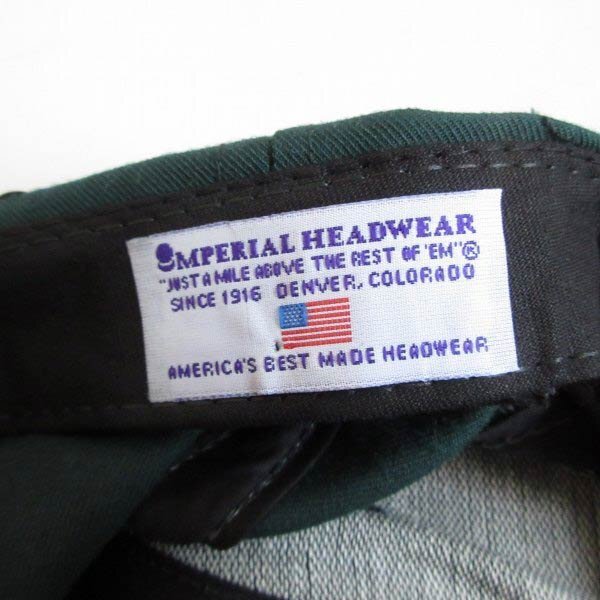 IMPERIAL HEADWEAR
"JUST A MILE ABOVE THE REST OF 'EM"®
SINCE 1916 DENVER, COLORADO
AMERICA'S BEST MADE HEADWEAR